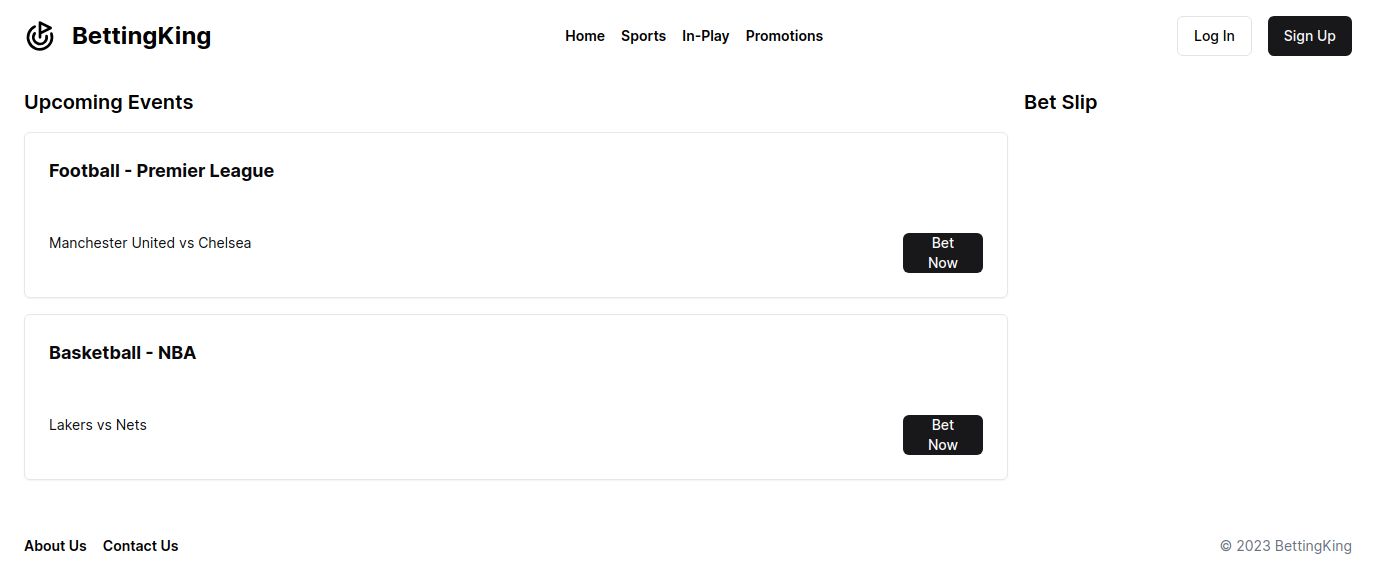 BettingKing
Home Sports In-Play Promotions
Log In
Sign Up
Upcoming Events
Football - Premier League
Manchester United vs Chelsea
Bet
Now
Basketball - NBA
Lakers vs Nets
Bet
Now
Bet Slip
About Us Contact Us
© 2023 BettingKing